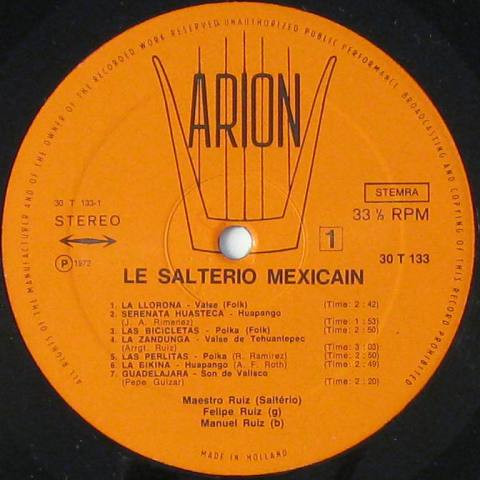 ALL RIGHTS OF THE MANUFACTURER AND OF THE OWNER OF THE RECORDED WORK RESERVED UNAUTHORIZED PUBLIC PERFORMANCE BROADCASTING AND COPYING OF THIS RECORD PROHIBITED
ARION
30 T 133-1
STEREO
STEMRA
33 ⅓ RPM
℗ 1972
1
30 T 133
LE SALTERIO MEXICAIN
1. LA LLORONA - Valse (Folk) (Time: 2 : 42)
2. SERENATA HUASTECA - Huapango
(J. A. Rimenez) (Time: 1 : 53)
3. LAS BICICLETAS - Polka (Folk) (Time: 2 : 50)
4. LA ZANDUNGA - Valse de Tehuantepec
(Arrgt. Ruiz) (Time: 3 : 03)
5. LAS PERLITAS - Polka (R. Ramirez) (Time: 2 : 50)
6. LA BIKINA - Huapango (A. F. Roth) (Time: 2 : 49)
7. GUADELAJARA - Son de Valisco
(Pepe Guizar) (Time: 2 : 20)
Maestro Ruiz (Saltério)
Felipe Ruiz (g)
Manuel Ruiz (b)
MADE IN HOLLAND